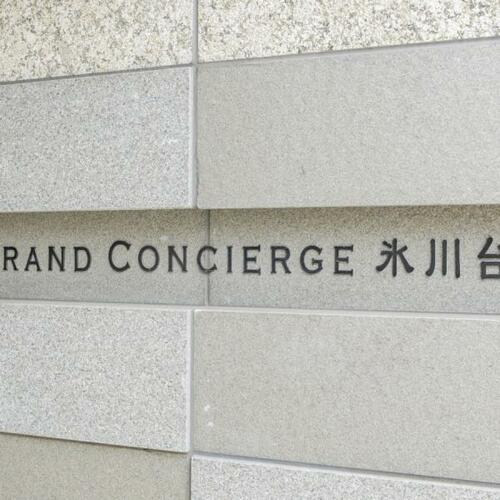 RAND CONCIERGE 氷川台